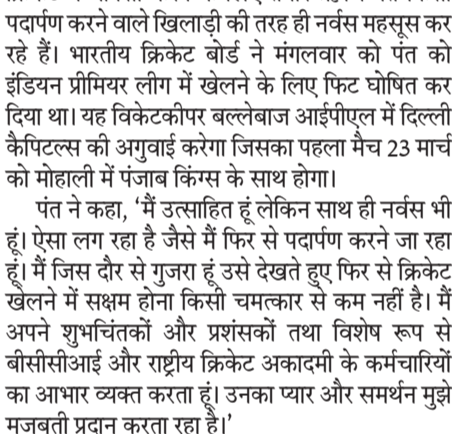 पदार्पण करने वाले खिलाड़ी की तरह ही नर्वस महसूस कर
रहे हैं। भारतीय क्रिकेट बोर्ड ने मंगलवार को पंत को
इंडियन प्रीमियर लीग में खेलने के लिए फिट घोषित कर
दिया था। यह विकेटकीपर बल्लेबाज आईपीएल में दिल्ली
कैपिटल्स की अगुवाई करेगा जिसका पहला मैच 23 मार्च
को मोहाली में पंजाब किंग्स के साथ होगा।
पंत ने कहा, ‘मैं उत्साहित हूं लेकिन साथ ही नर्वस भी
हूं। ऐसा लग रहा है जैसे मैं फिर से पदार्पण करने जा रहा
हूं। मैं जिस दौर से गुजरा हूं उसे देखते हुए फिर से क्रिकेट
खेलने में सक्षम होना किसी चमत्कार से कम नहीं है। मैं
अपने शुभचिंतकों और प्रशंसकों तथा विशेष रूप से
बीसीसीआई और राष्ट्रीय क्रिकेट अकादमी के कर्मचारियों
का आभार व्यक्त करता हूं। उनका प्यार और समर्थन मुझे
मजबूती प्रदान करता रहा है।’